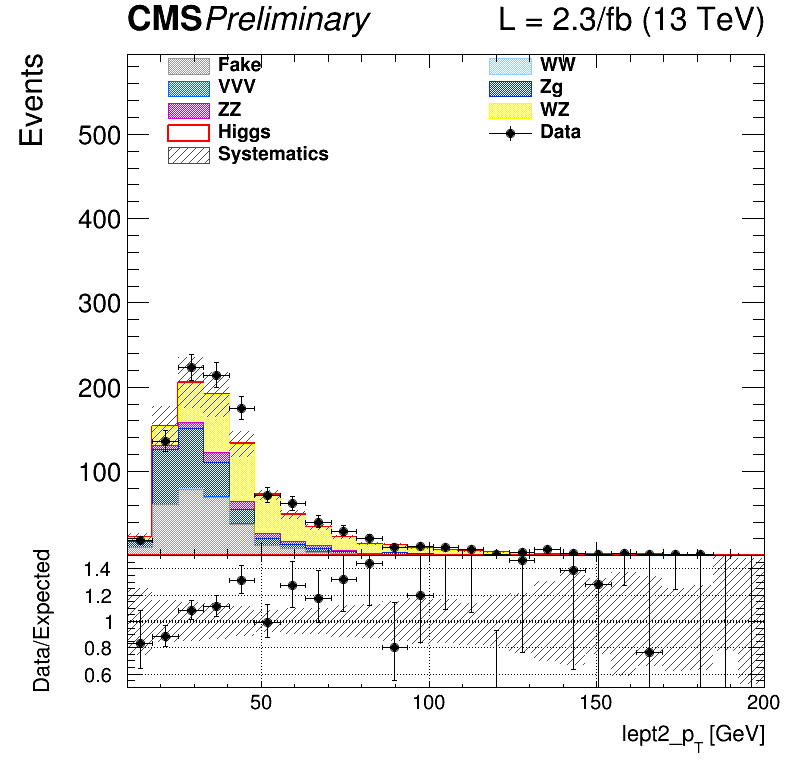 CMS Preliminary L = 2.3/fb (13 TeV)
Events
Fake WW
VVV Zg
ZZ WZ
Higgs Data
Systematics
500
400
300
200
100
Data/Expected
1.4
1.2
1
0.8
0.6
50 100 150 200
lept2_p_T [GeV]